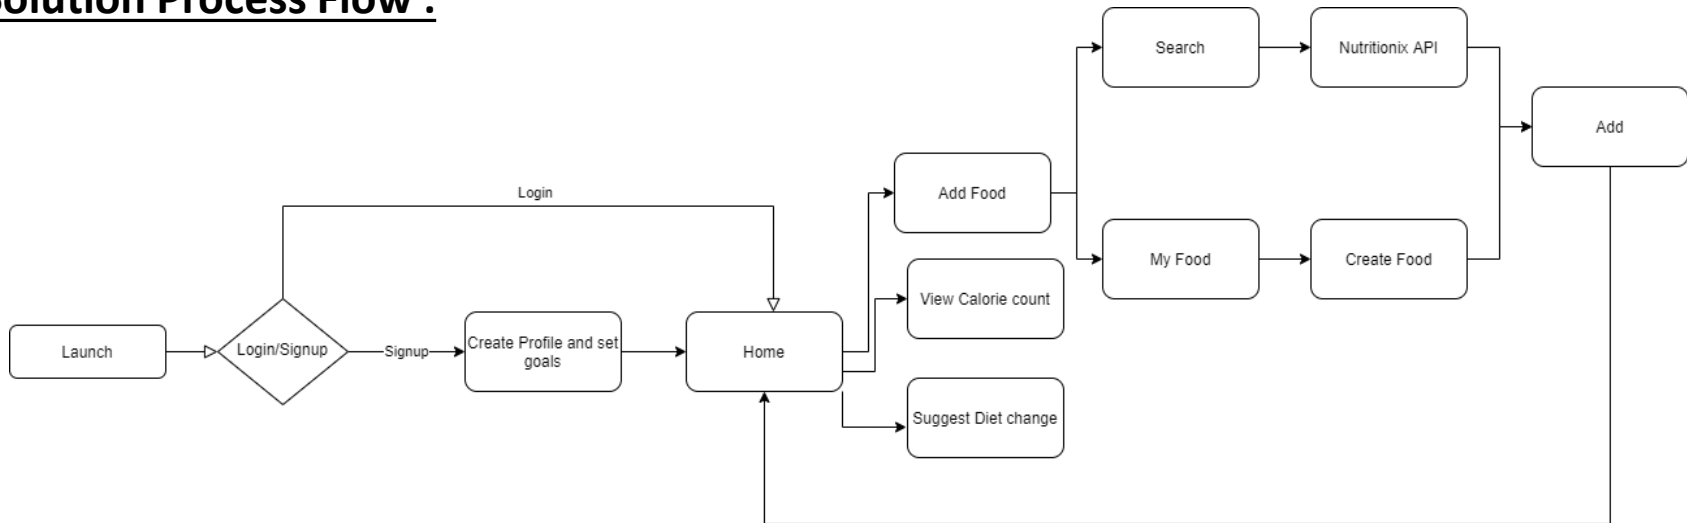 Solution Process Flow :
Search
Nutritionix API
Add
Add Food
Login
My Food
Create Food
View Calorie count
Launch
Login/Signup
Signup
Create Profile and set
goals
Home
Suggest Diet change